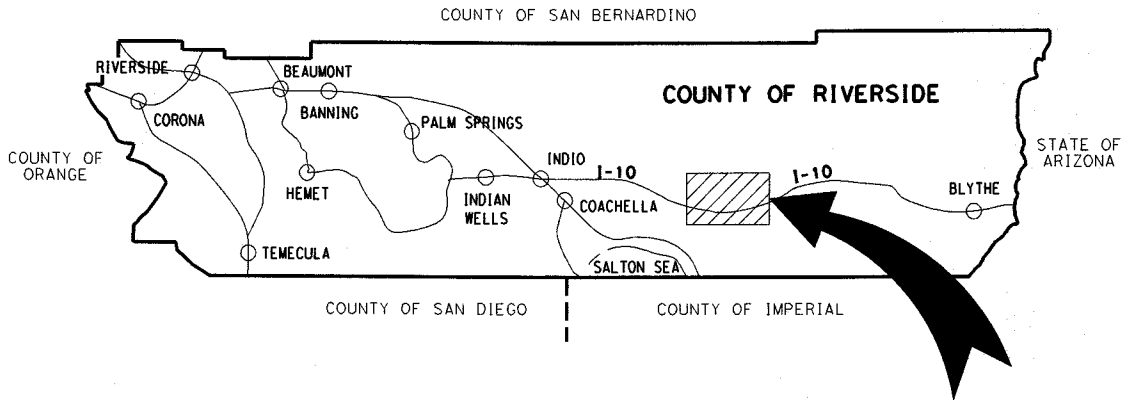 COUNTY OF SAN BERNARDINO
RIVERSIDE
BEAUMONT
COUNTY OF RIVERSIDE
CORONA
BANNING
PALM SPRINGS
COUNTY OF
ORANGE
STATE OF
ARIZONA
INDIO
I-10
I-10
HEMET
INDIAN
WELLS
COACHELLA
BLYTHE
TEMECULA
SALTON SEA
COUNTY OF SAN DIEGO
COUNTY OF IMPERIAL